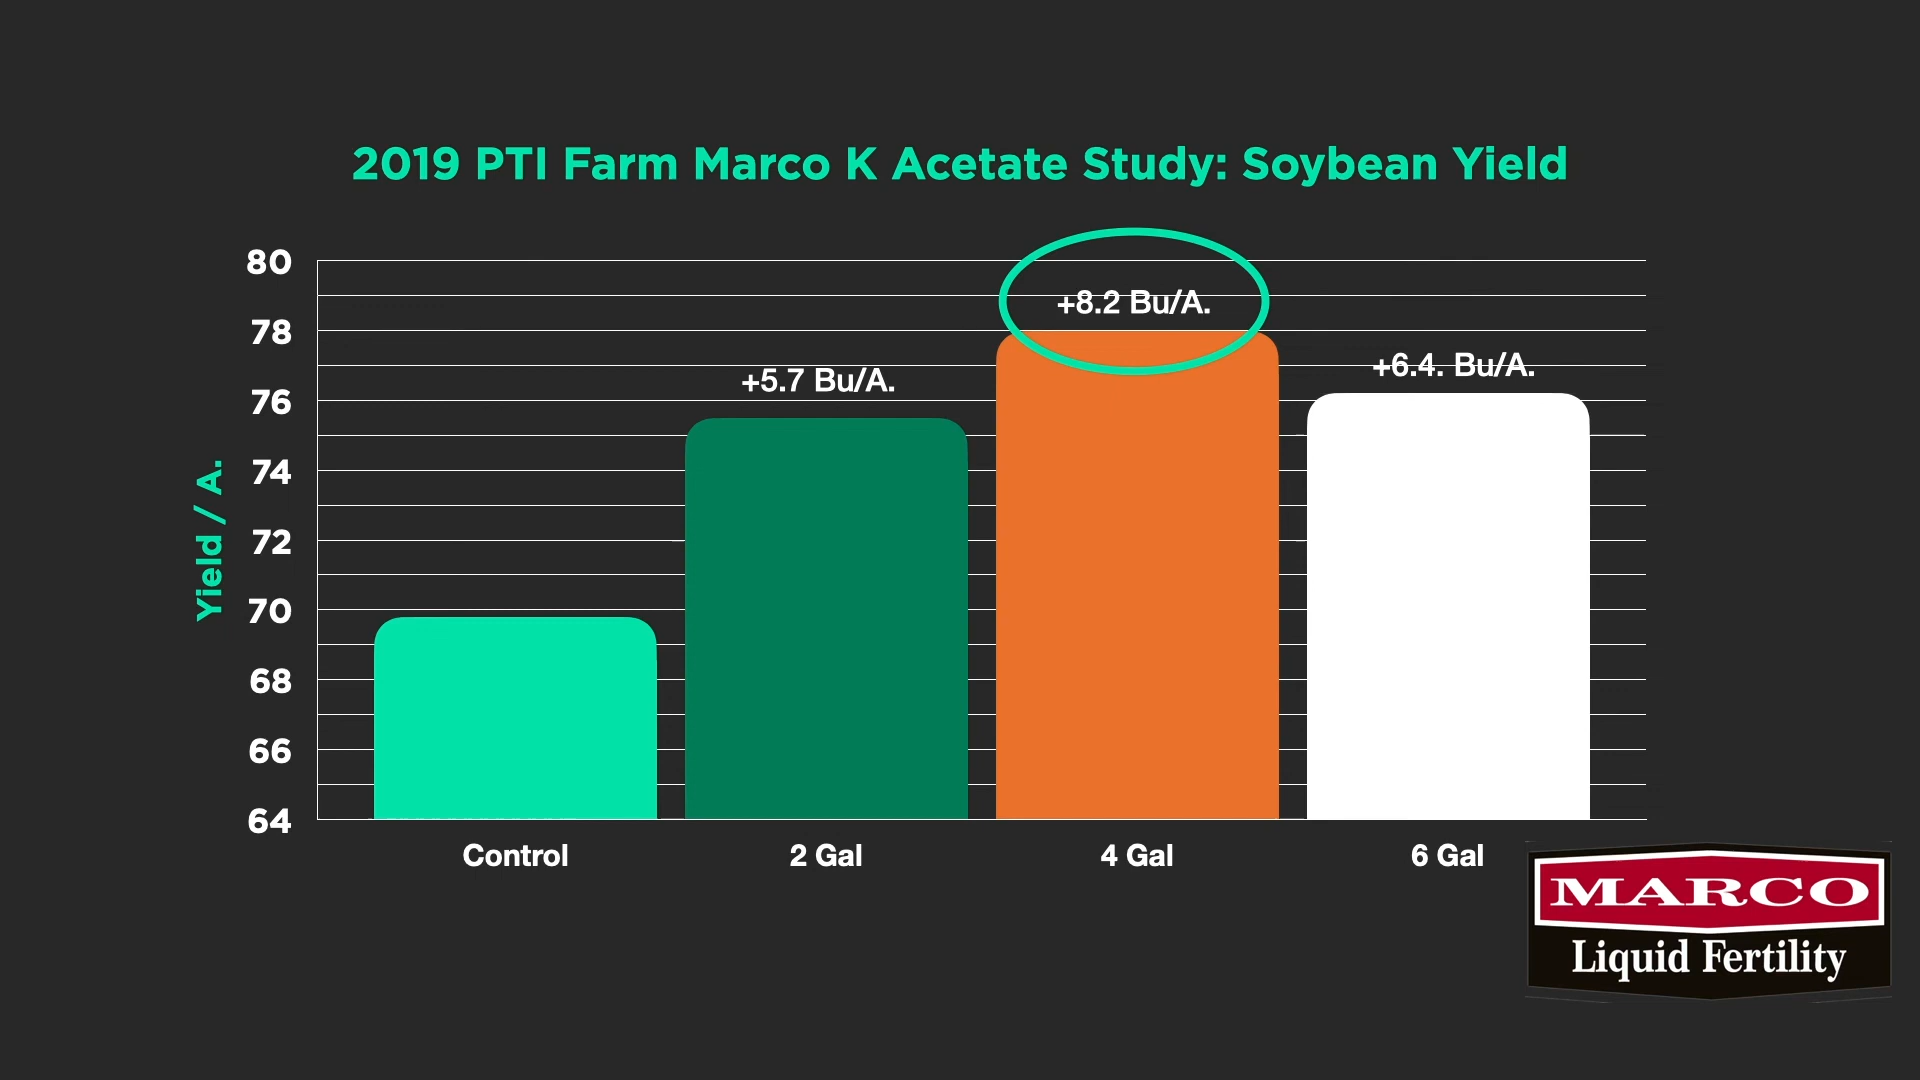 2019 PTI Farm Marco K Acetate Study: Soybean Yield
80
78
76
74
72
70
68
66
64
Yield / A.
+5.7 Bu/A.
+8.2 Bu/A.
+6.4. Bu/A.
Control
2 Gal
4 Gal
6 Gal
MARCO
Liquid Fertility